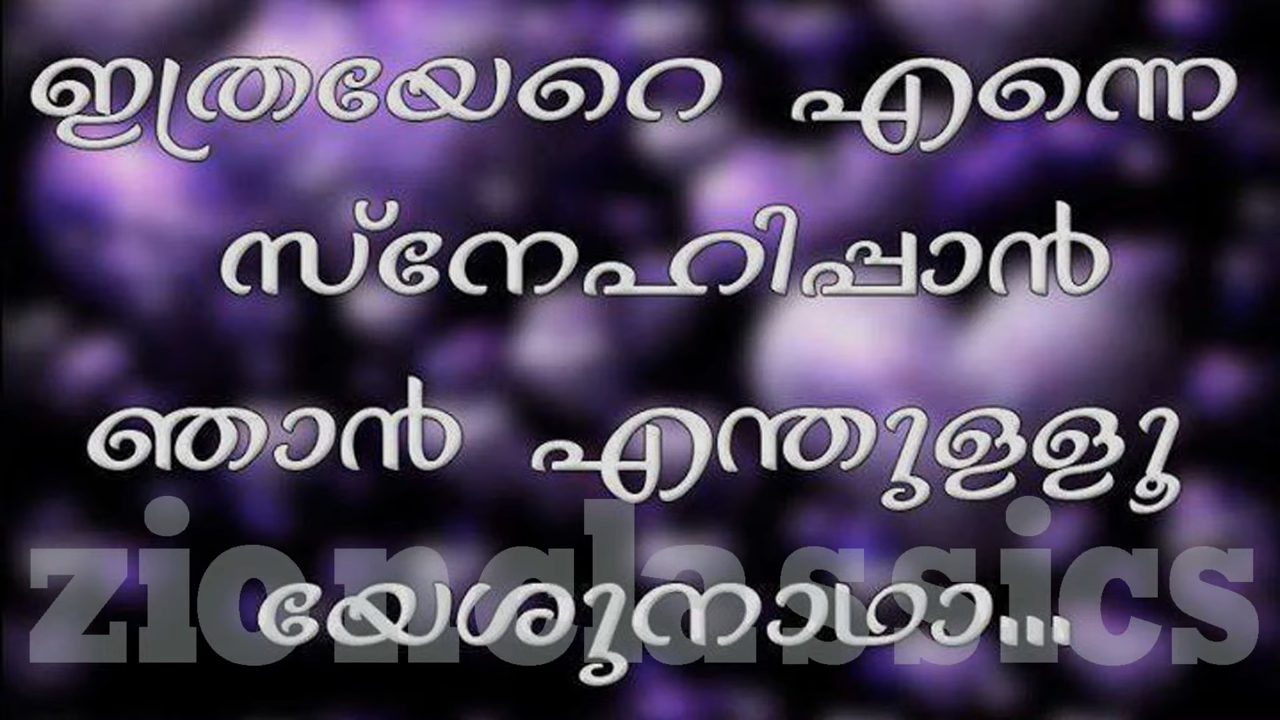 ഇത്രയേറെ എന്നെ
സ്നേഹിപ്പാൻ
ഞാൻ എന്തുള്ളൂ
zionclassics
യേശുനാഥാ...